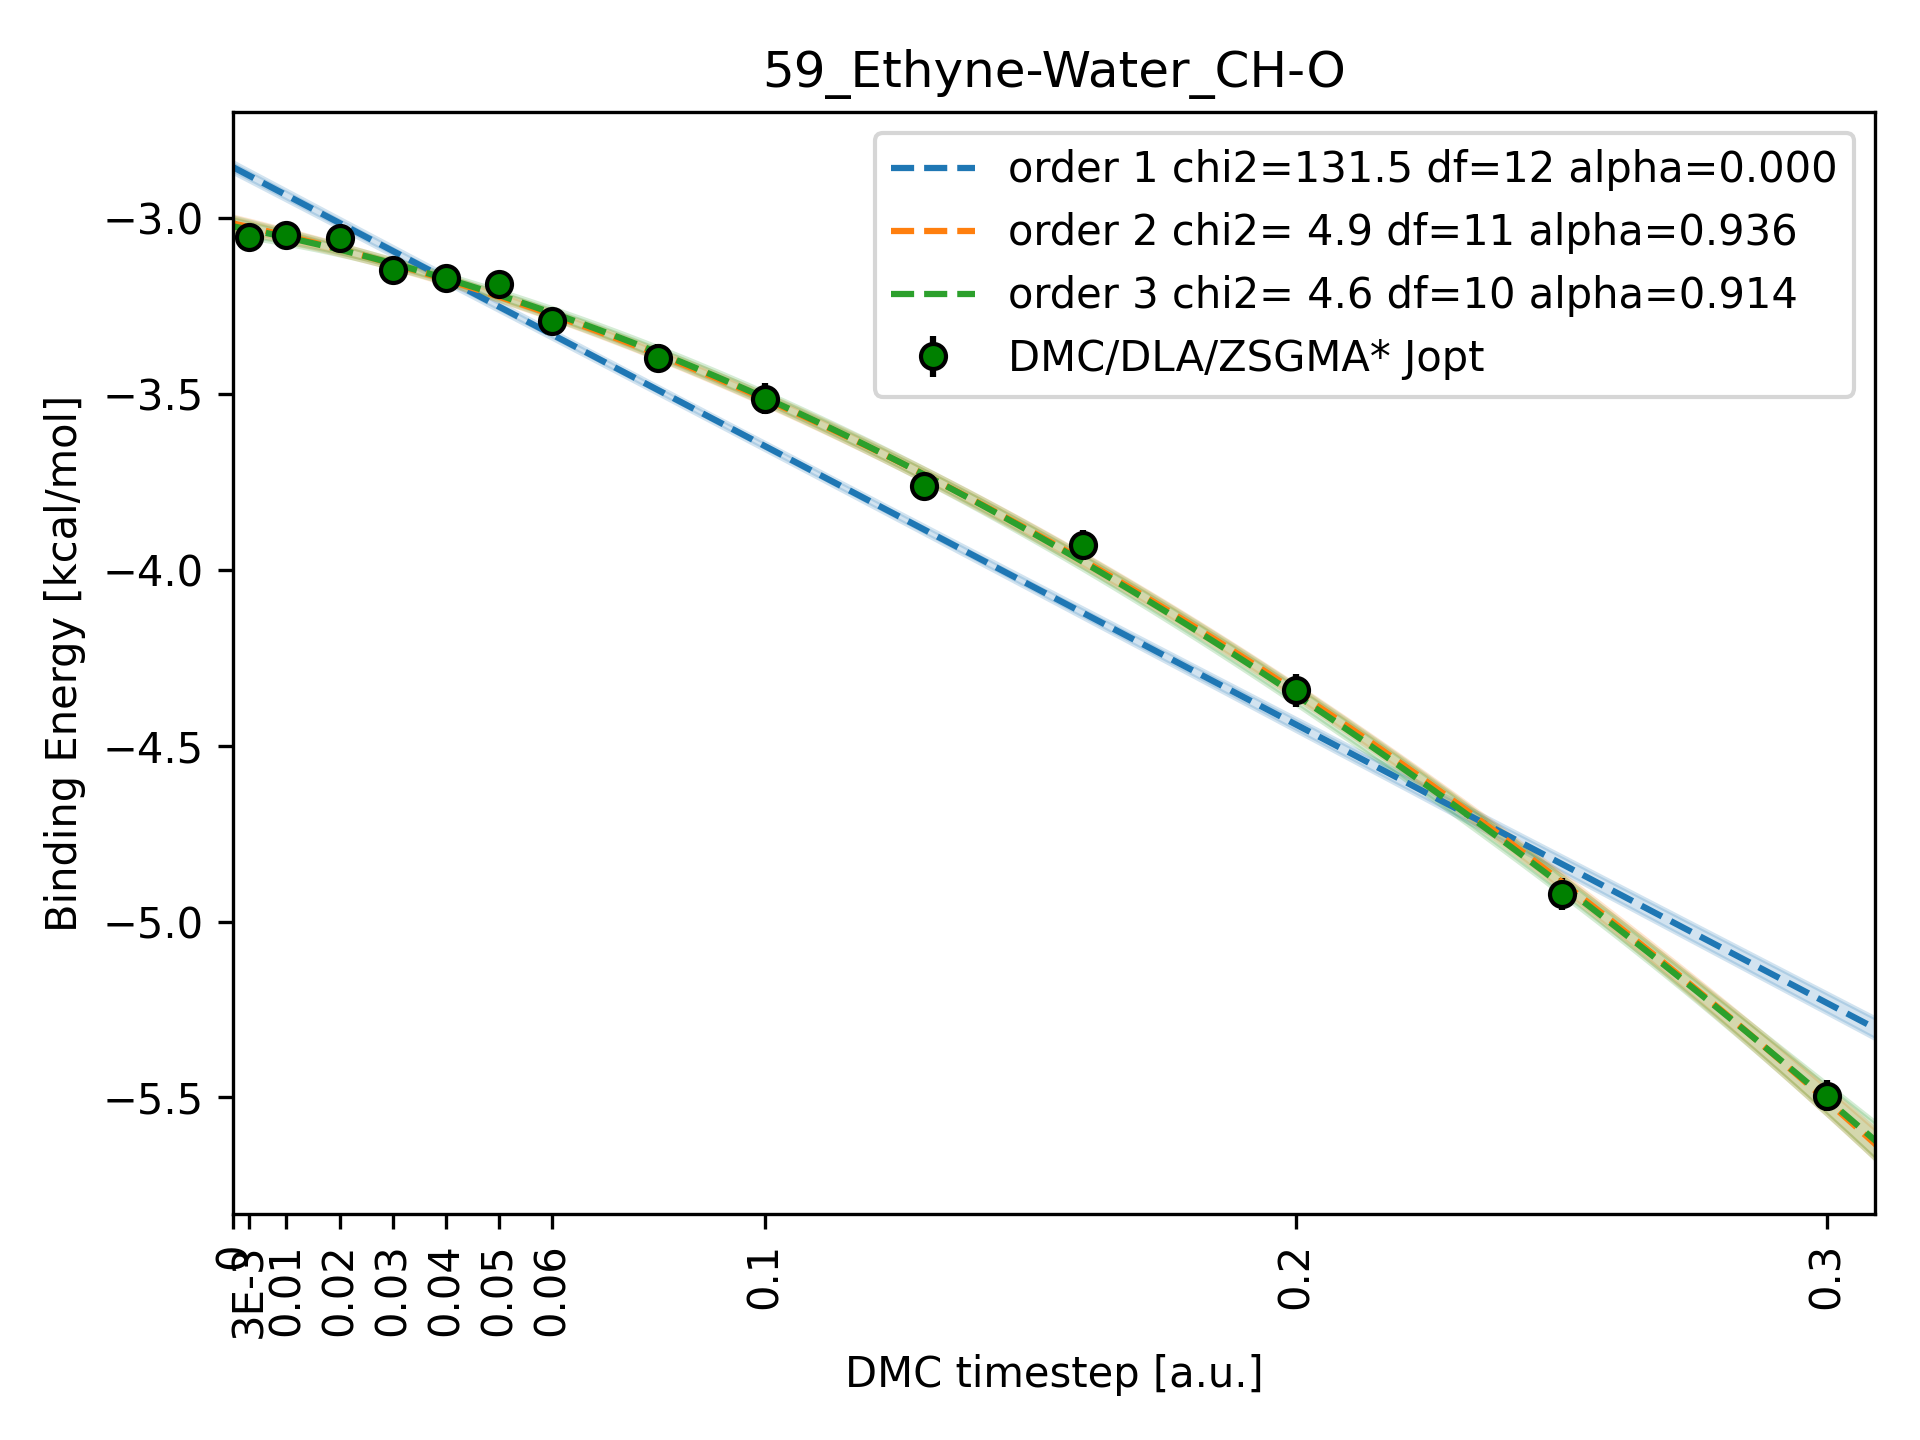 59_Ethyne-Water_CH-O
order 1 chi2=131.5 df=12 alpha=0.000
order 2 chi2= 4.9 df=11 alpha=0.936
order 3 chi2= 4.6 df=10 alpha=0.914
DMC/DLA/ZSGMA* Jopt
Binding Energy [kcal/mol]
−3.0
−3.5
−4.0
−4.5
−5.0
−5.5
0
3E-3
0.01
0.02
0.03
0.04
0.05
0.06
0.1
0.2
0.3
DMC timestep [a.u.]